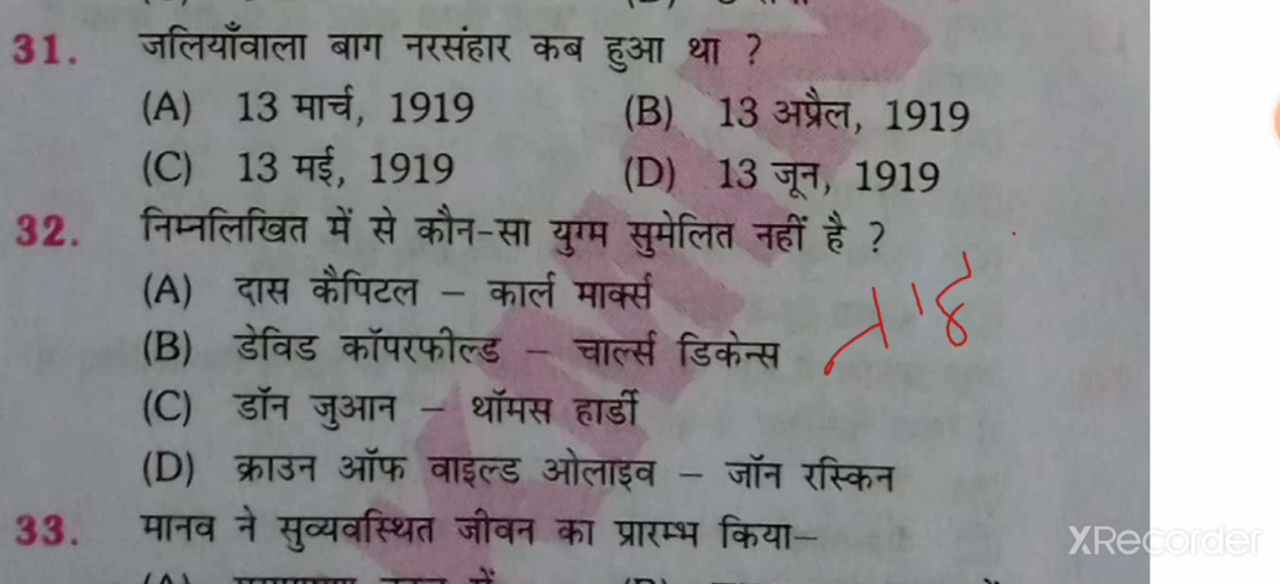 31. जलियाँवाला बाग नरसंहार कब हुआ था ?
(A) 13 मार्च, 1919 (B) 13 अप्रैल, 1919
(C) 13 मई, 1919 (D) 13 जून, 1919
32. निम्नलिखित में से कौन-सा युग्म सुमेलित नहीं है ?
(A) दास कैपिटल – कार्ल मार्क्स
(B) डेविड कॉपरफील्ड – चार्ल्स डिकेन्स
(C) डॉन जुआन – थॉमस हार्डी
(D) क्राउन ऑफ वाइल्ड ओलाइव – जॉन रस्किन
33. मानव ने सुव्यवस्थित जीवन का प्रारम्भ किया–
XRecorder